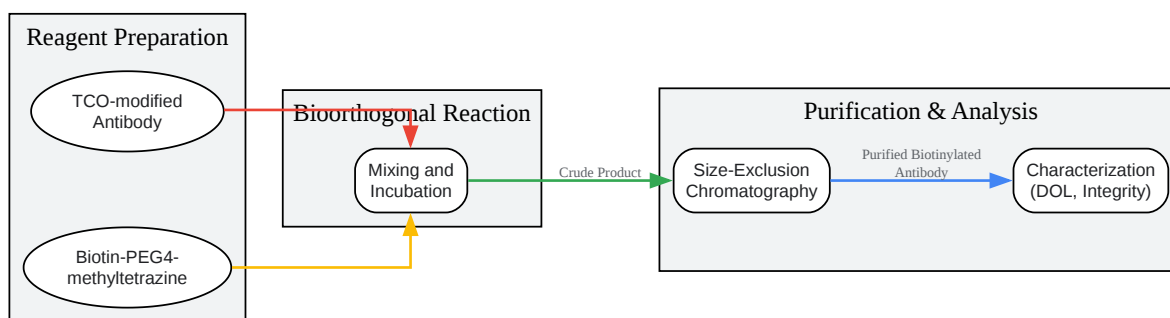 Reagent Preparation
TCO-modified
Antibody
Biotin-PEG4-
methyltetrazine
Bioorthogonal Reaction
Mixing and
Incubation
Crude Product
Purification & Analysis
Size-Exclusion
Chromatography
Purified Biotinylated
Antibody
Characterization
(DOL, Integrity)